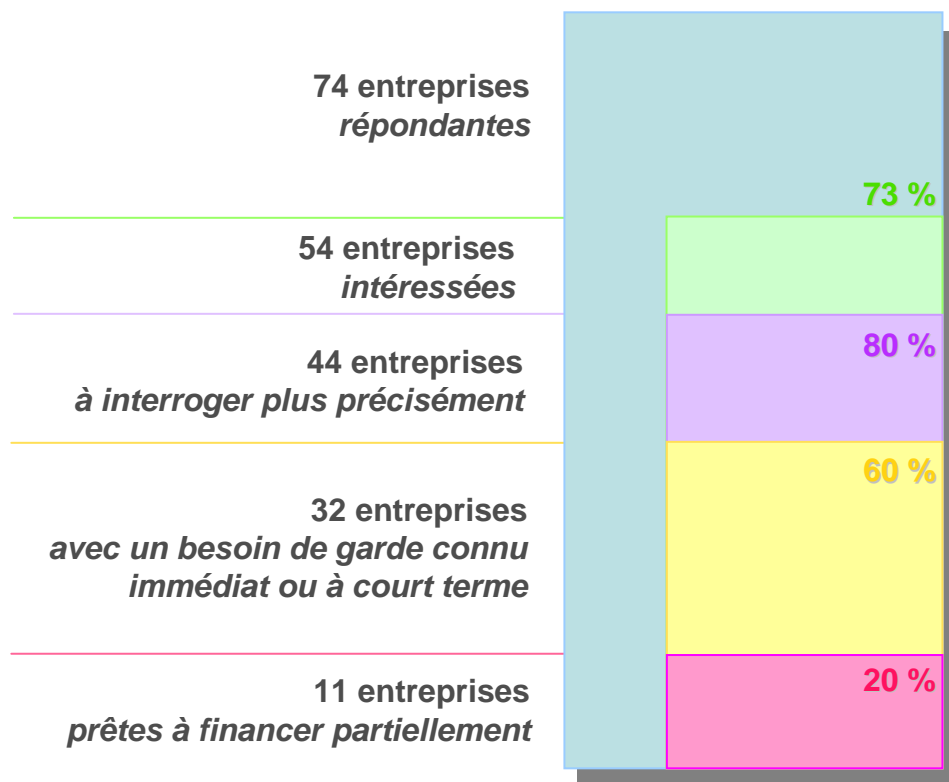 74 entreprises
répondantes
73 %
54 entreprises
intéressées
80 %
44 entreprises
à interroger plus précisément
60 %
32 entreprises
avec un besoin de garde connu
immédiat ou à court terme
20 %
11 entreprises
prêtes à financer partiellement